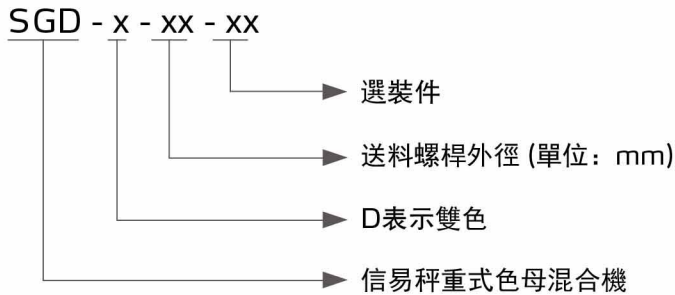 SGD - x - xx - xx
選裝件
送料螺桿外徑 (單位：mm)
D表示雙色
信易秤重式色母混合機